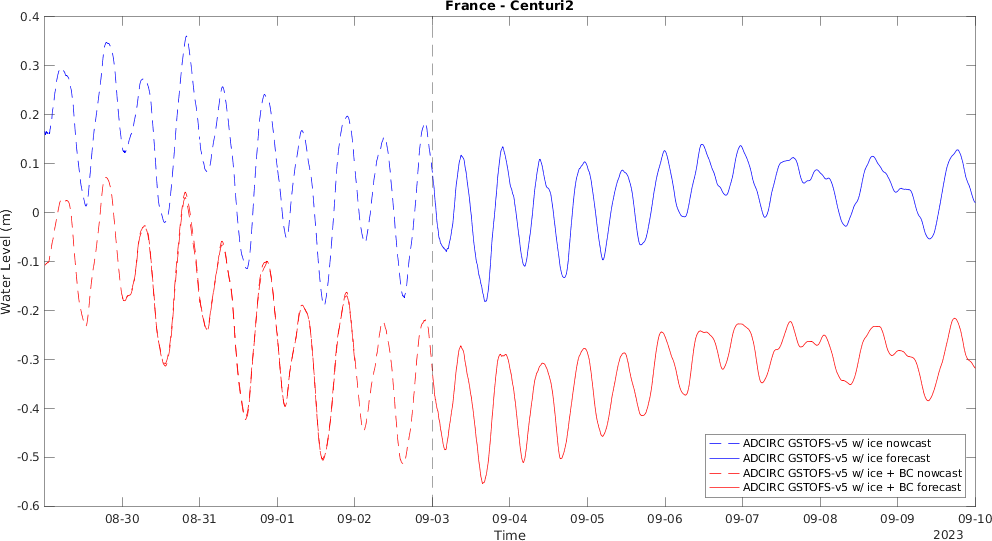 France - Centuri2
0.4
0.3
0.2
0.1
0
-0.1
-0.2
-0.3
-0.4
-0.5
-0.6
Water Level (m)
ADCIRC GSTOFS-v5 w/ ice nowcast
ADCIRC GSTOFS-v5 w/ ice forecast
ADCIRC GSTOFS-v5 w/ ice + BC nowcast
ADCIRC GSTOFS-v5 w/ ice + BC forecast
08-30 08-31 09-01 09-02 09-03 09-04 09-05 09-06 09-07 09-08 09-09 09-10
Time
2023